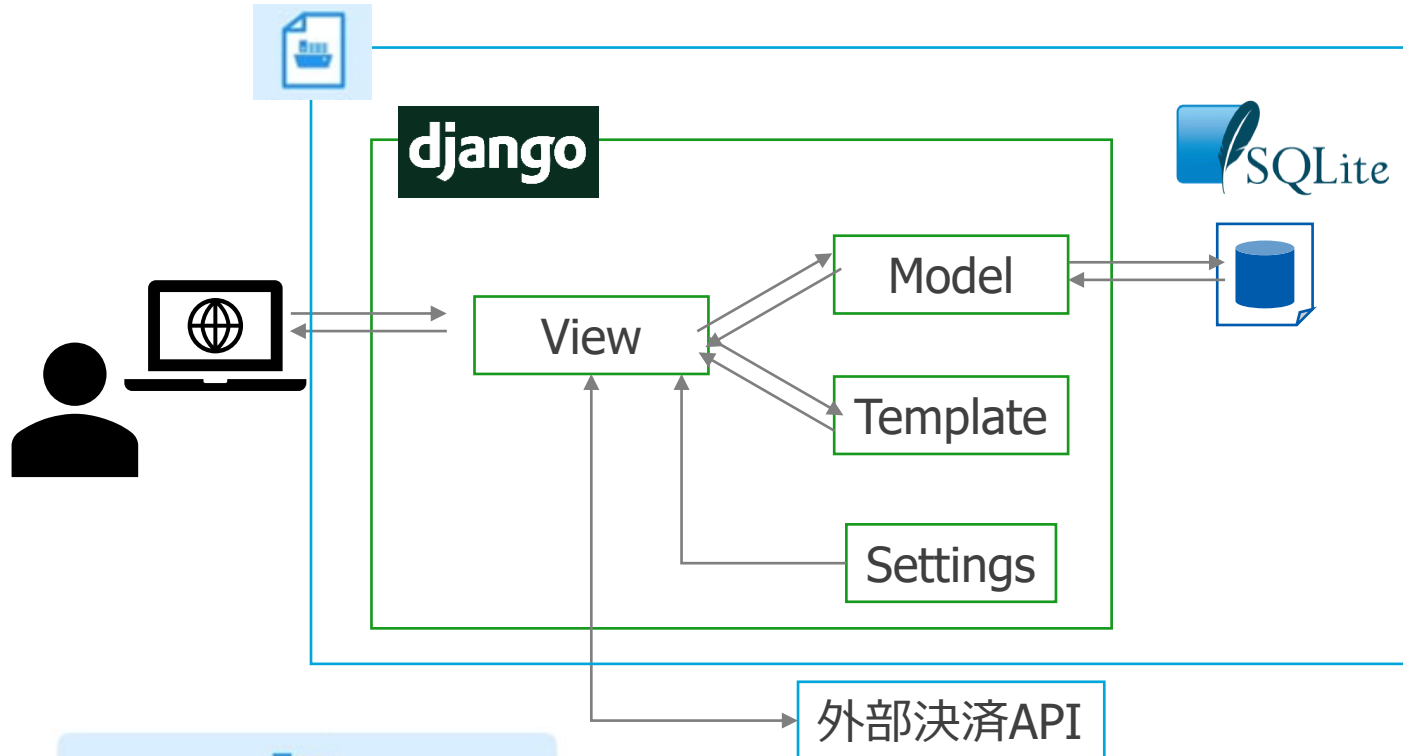 django
SQLite
Model
View
Template
Settings
外部決済API